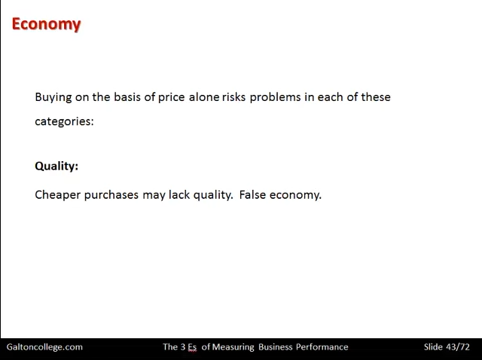 Economy
Buying on the basis of price alone risks problems in each of these
categories:
Quality:
Cheaper purchases may lack quality.  False economy.
Galtoncollege.com
The 3 Es  of Measuring Business Performance
Slide 43/72